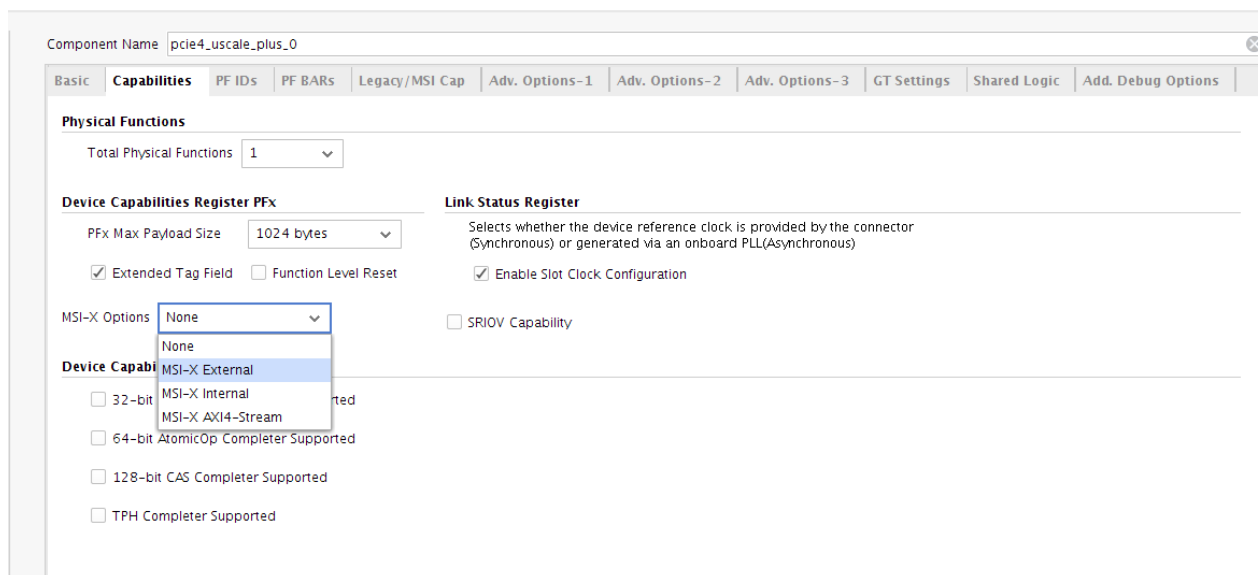 Component Name pcie4_uscale_plus_0
Basic Capabilities PF IDs PF BARs Legacy/MSI Cap Adv. Options-1 Adv. Options-2 Adv. Options-3 GT Settings Shared Logic Add. Debug Options
Physical Functions
Total Physical Functions 1
Device Capabilities Register PFx
PFx Max Payload Size 1024 bytes
Extended Tag Field Function Level Reset
Link Status Register
Selects whether the device reference clock is provided by the connector
(Synchronous) or generated via an onboard PLL(Asynchronous)
Enable Slot Clock Configuration
MSI-X Options None
SRIOV Capability
None
MSI-X External
MSI-X Internal
MSI-X AXI4-Stream
Device
32-bit
64-bit AtomicOp Completer Supported
128-bit CAS Completer Supported
TPH Completer Supported